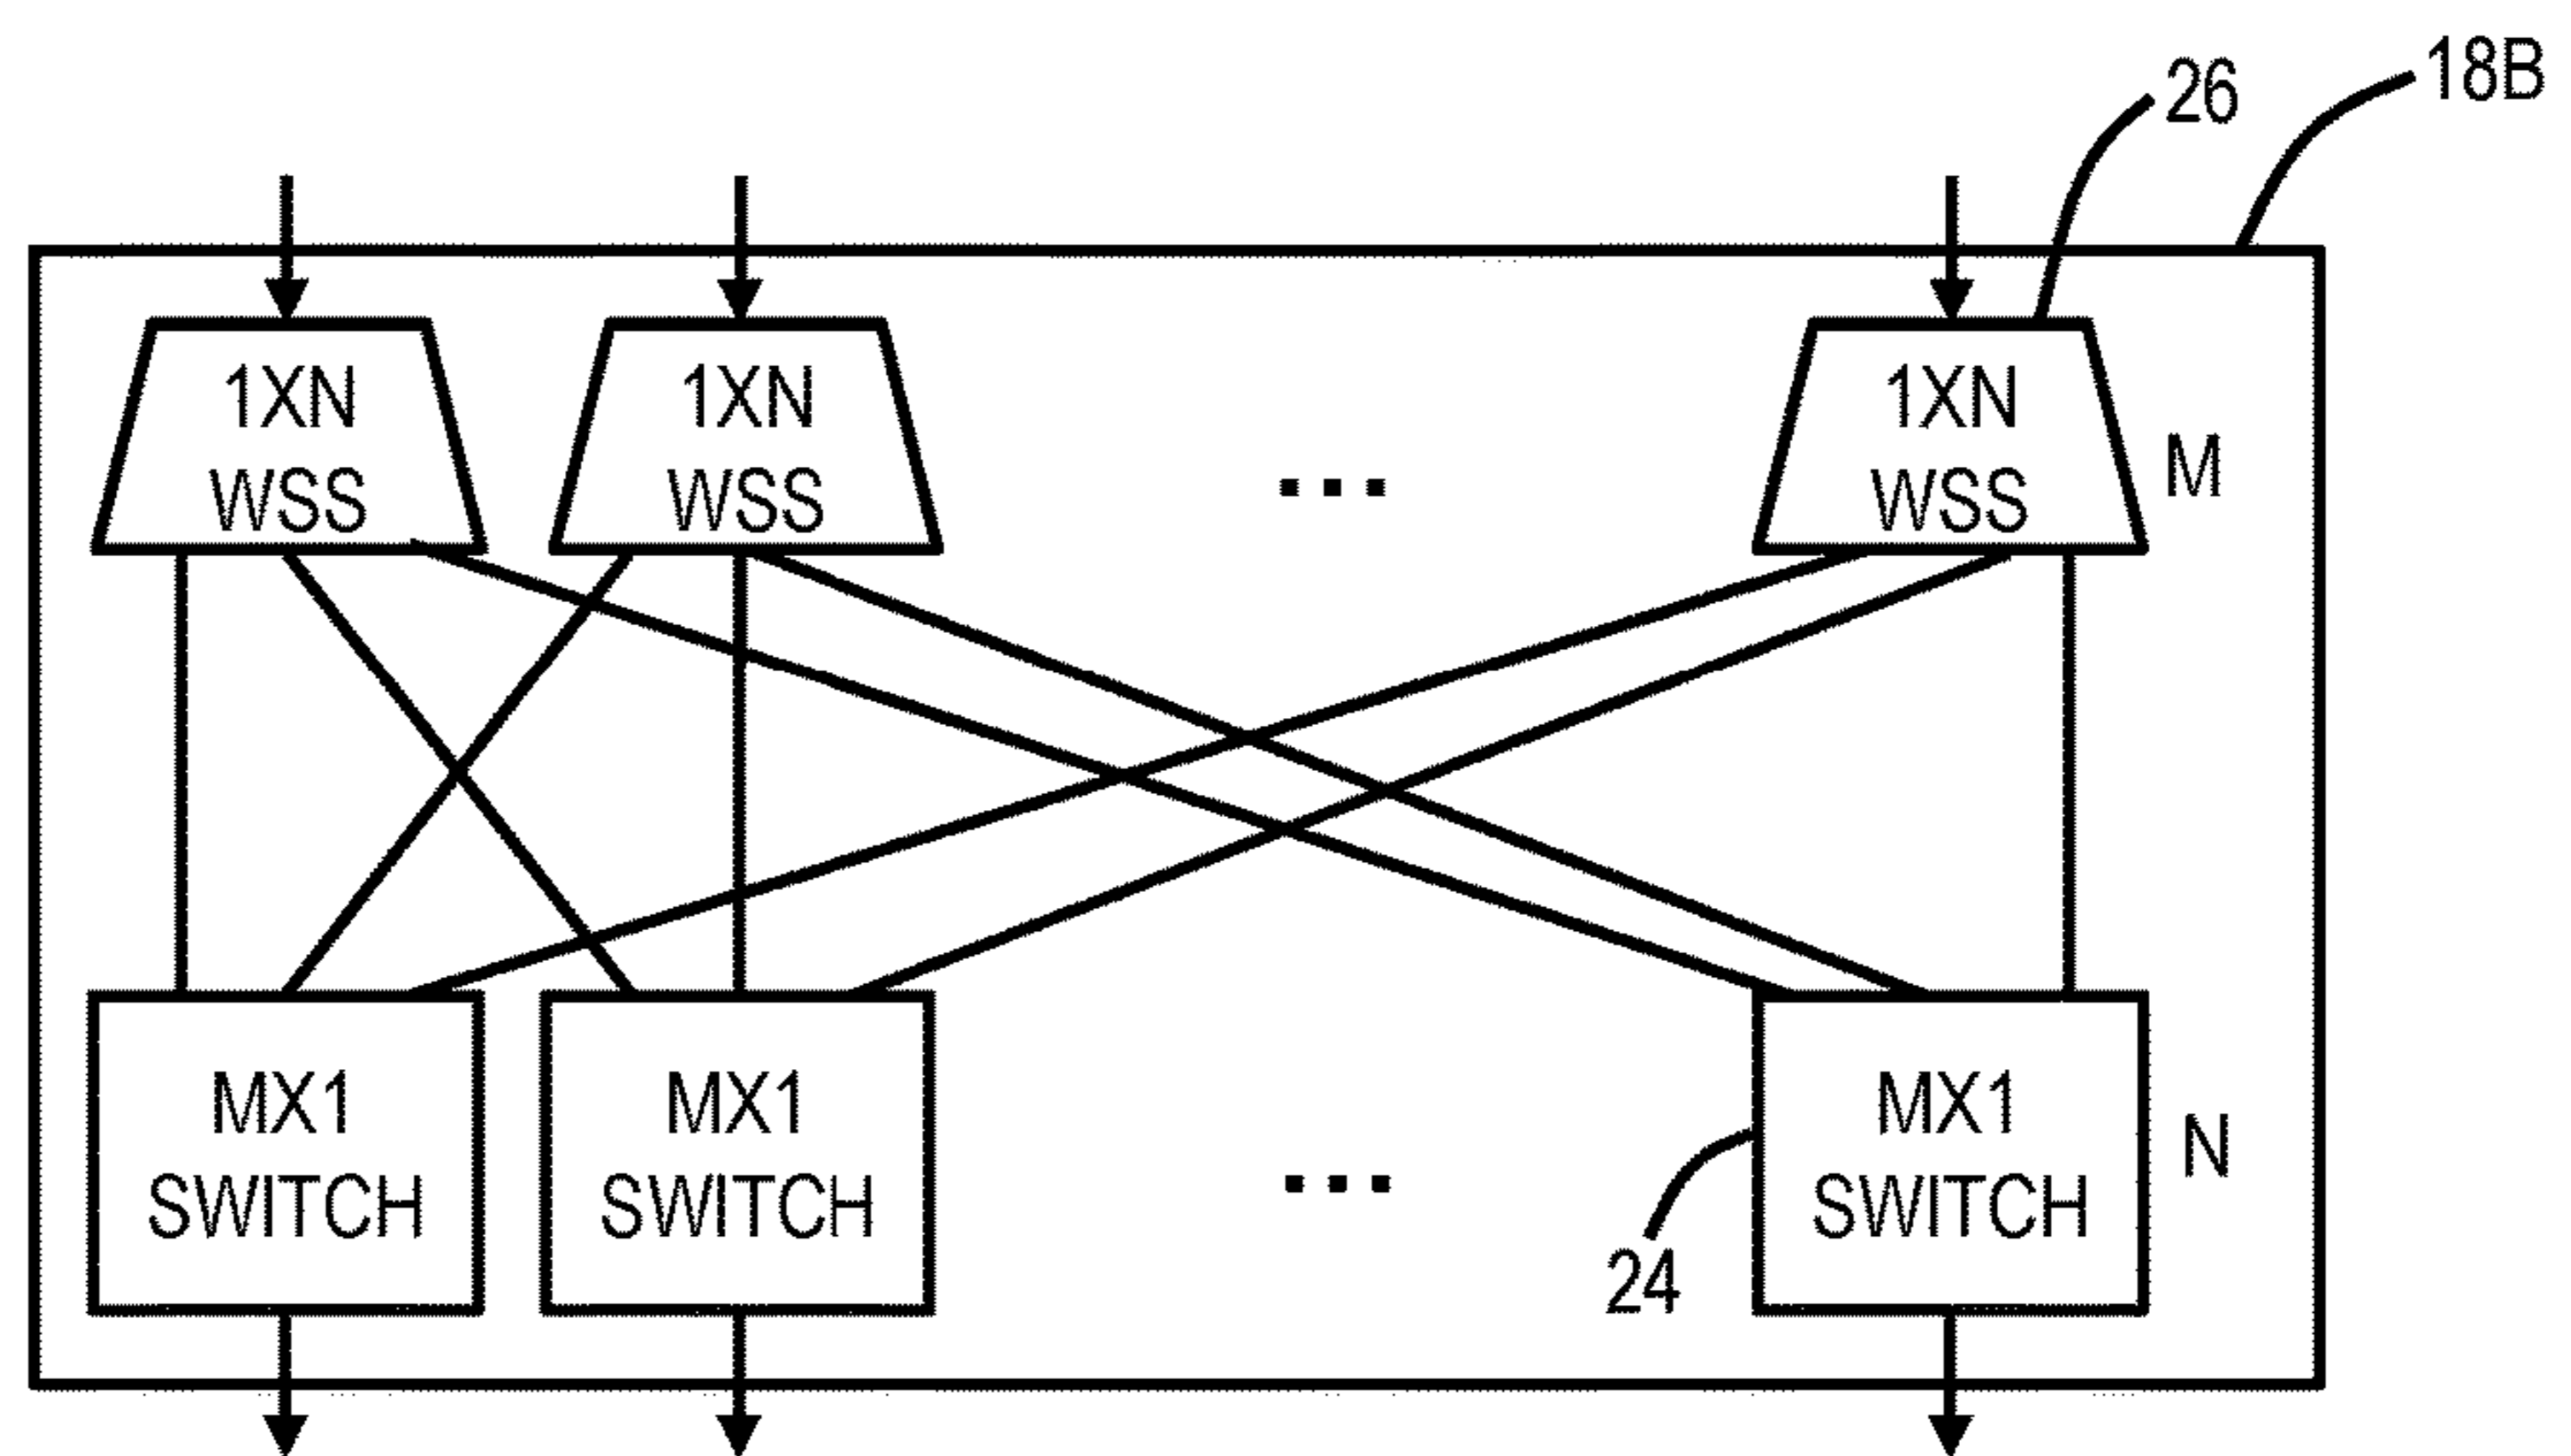 18B
26
1XN
WSS
1XN
WSS
...
1XN
WSS
M
MX1
SWITCH
MX1
SWITCH
...
MX1
SWITCH
N
24